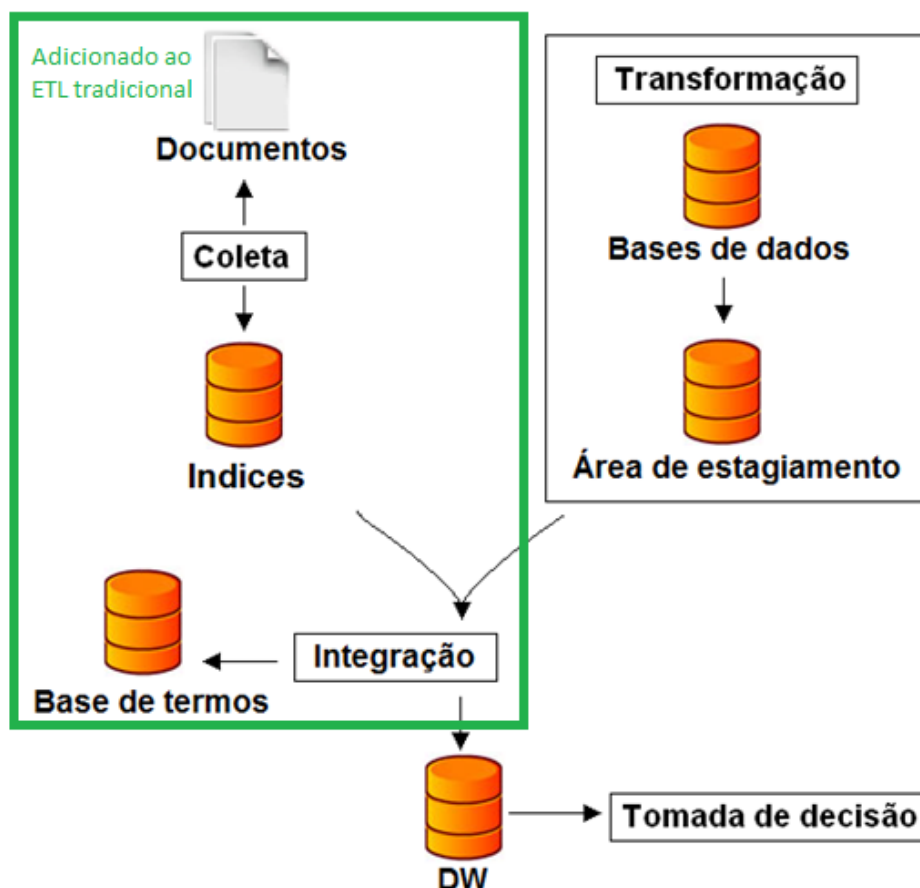 Adicionado ao
ETL tradicional
Documentos
Coleta
Indices
Transformação
Bases de dados
Área de estagiamento
Integração
Base de termos
DW
Tomada de decisão